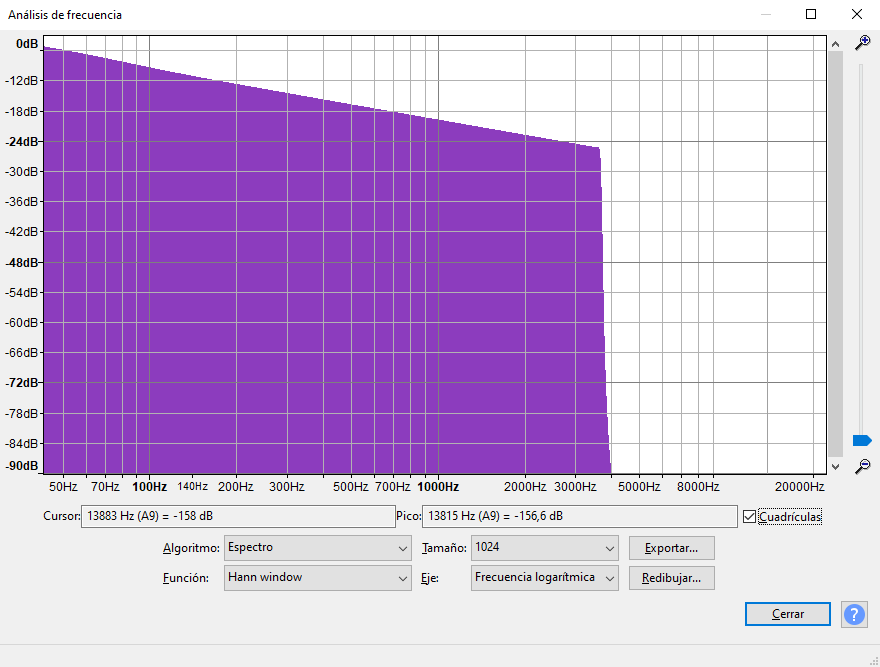 Análisis de frecuencia
0dB
-12dB
-18dB
-24dB
-30dB
-36dB
-42dB
-48dB
-54dB
-60dB
-66dB
-72dB
-78dB
-84dB
-90dB
50Hz 70Hz 100Hz 140Hz 200Hz 300Hz 500Hz 700Hz 1000Hz 2000Hz 3000Hz 5000Hz 8000Hz 20000Hz
Cursor: 13883 Hz (A9) = -158 dB Pico: 13815 Hz (A9) = -156,6 dB Cuadrículas
Algoritmo: Espectro Tamaño: 1024 Exportar...
Función: Hann window Eje: Frecuencia logarítmica Redibujar...
Cerrar ?